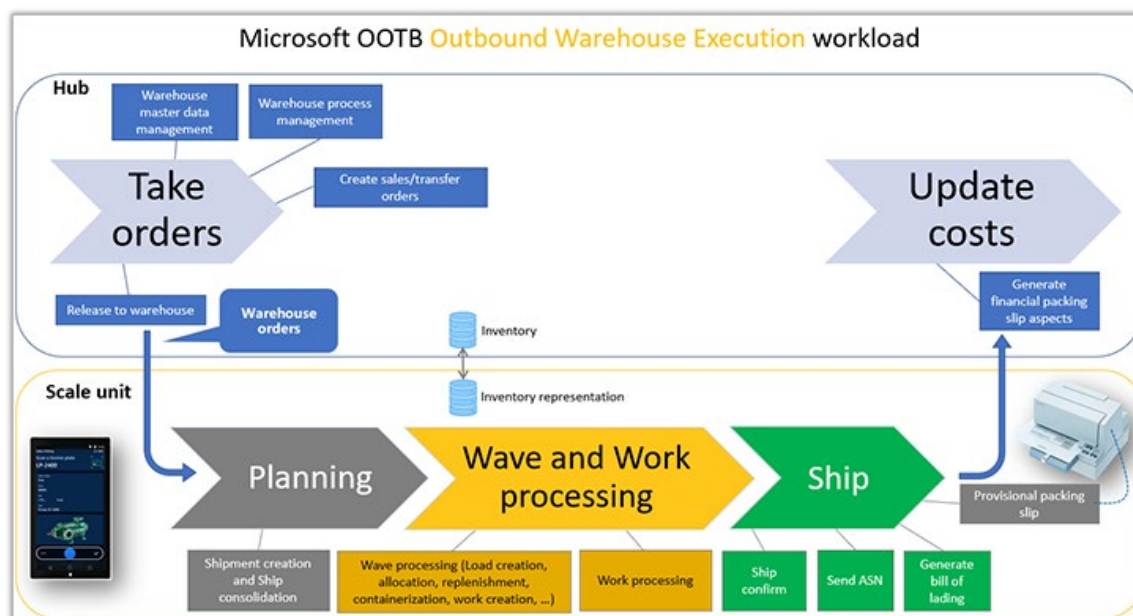 Microsoft OOTB Outbound Warehouse Execution workload
Hub
Warehouse
master data
management
Warehouse process
management
Create sales/transfer
orders
Take
orders
Update
costs
Release to warehouse
Warehouse
orders
Generate
financial packing
slip aspects
Inventory
Inventory representation
Scale unit
Planning
Wave and Work
processing
Ship
Provisional packing
slip
Shipment creation
and Ship
consolidation
Wave processing (Load creation,
allocation, replenishment,
containerization, work creation, ...)
Work processing
Ship
confirm
Send ASN
Generate
bill of
lading